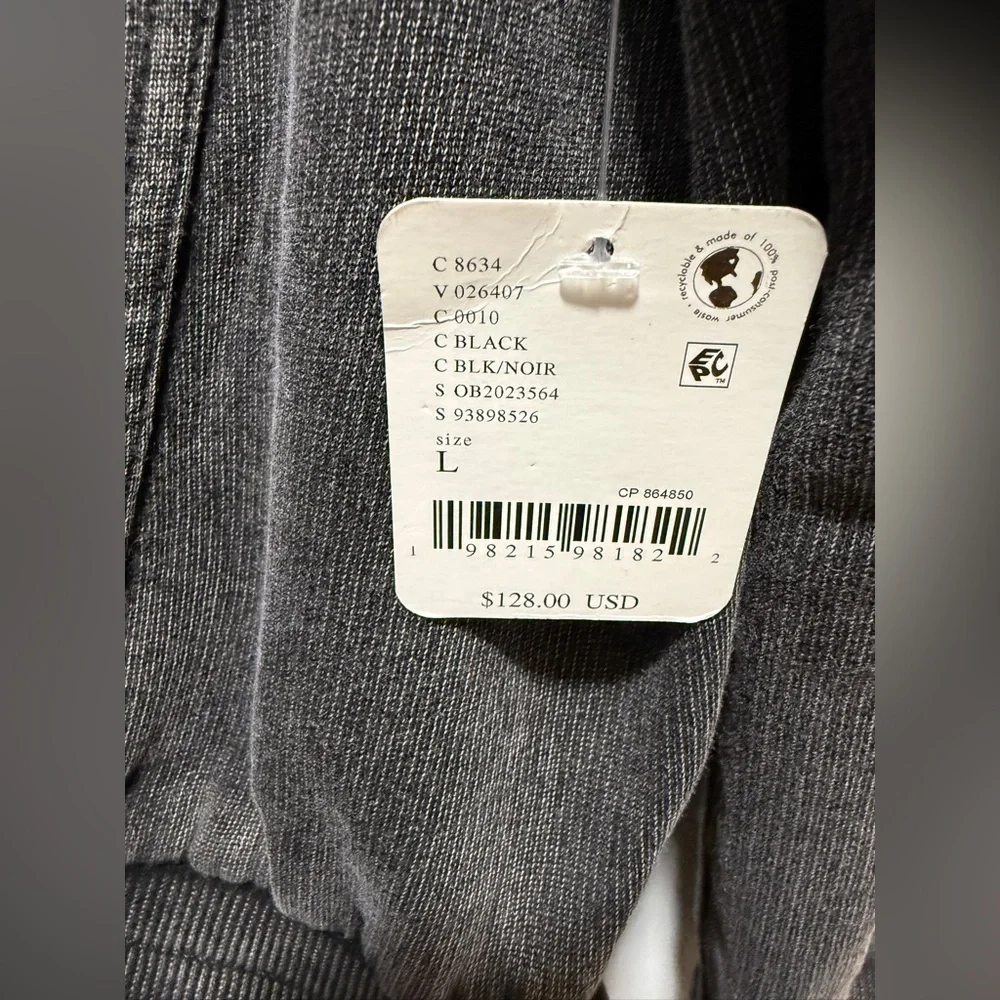 C 8634
V 026407
C 0010
C BLACK
C BLK/NOIR
S OB2023564
S 93898526
size
L
recyclable & made of 100% post-consumer waste •
EPC™
CP 864850
1 98215 98182 2
$128.00 USD